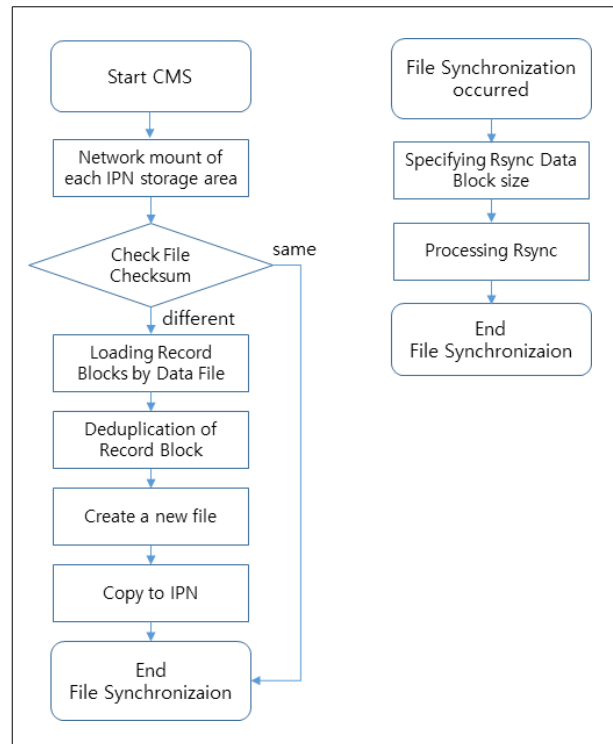 Start CMS
Network mount of
each IPN storage area
Check File
Checksum
same
different
Loading Record
Blocks by Data File
Deduplication of
Record Block
Create a new file
Copy to IPN
End
File Synchronizaion
File Synchronization
occurred
Specifying Rsync Data
Block size
Processing Rsync
End
File Synchronizaion